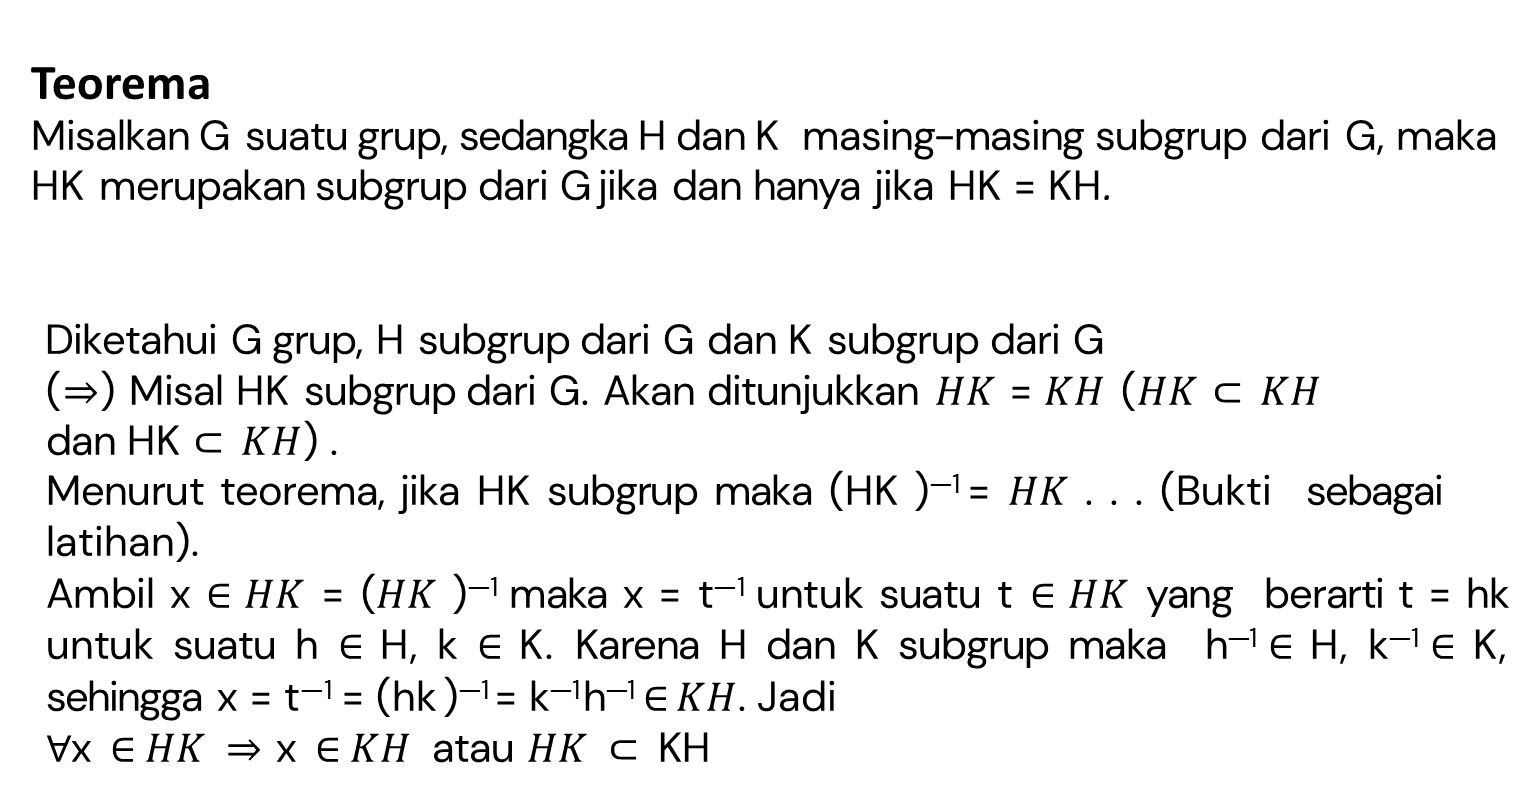 Teorema
Misalkan G suatu grup, sedangka H dan K masing-masing subgrup dari G, maka
HK merupakan subgrup dari G jika dan hanya jika HK = KH.
Diketahui G grup, H subgrup dari G dan K subgrup dari G
(⇒) Misal HK subgrup dari G. Akan ditunjukkan 𝐻𝐾 = 𝐾𝐻 (𝐻𝐾 ⊂ 𝐾𝐻
dan HK ⊂ 𝐾𝐻) .
Menurut teorema, jika HK subgrup maka (HK )⁻¹ = 𝐻𝐾 . . . (Bukti sebagai
latihan).
Ambil x ∈ 𝐻𝐾 = (𝐻𝐾 )⁻¹ maka x = t⁻¹ untuk suatu t ∈ 𝐻𝐾 yang berarti t = hk
untuk suatu h ∈ H, k ∈ K. Karena H dan K subgrup maka h⁻¹ ∈ H, k⁻¹ ∈ K,
sehingga x = t⁻¹ = (hk )⁻¹ = k⁻¹h⁻¹ ∈ 𝐾𝐻. Jadi
∀x ∈ 𝐻𝐾 ⇒ x ∈ 𝐾𝐻 atau 𝐻𝐾 ⊂ KH